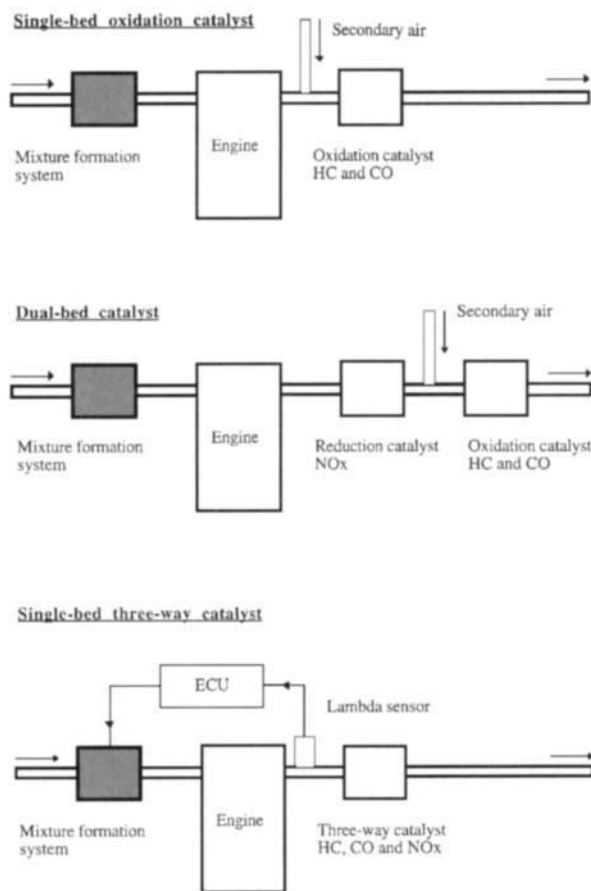 Single-bed oxidation catalyst
Secondary air
Engine
Mixture formation
system
Oxidation catalyst
HC and CO
Dual-bed catalyst
Secondary air
Engine
Mixture formation
system
Reduction catalyst
NOx
Oxidation catalyst
HC and CO
Single-bed three-way catalyst
ECU
Lambda sensor
Engine
Mixture formation
system
Three-way catalyst
HC, CO and NOx